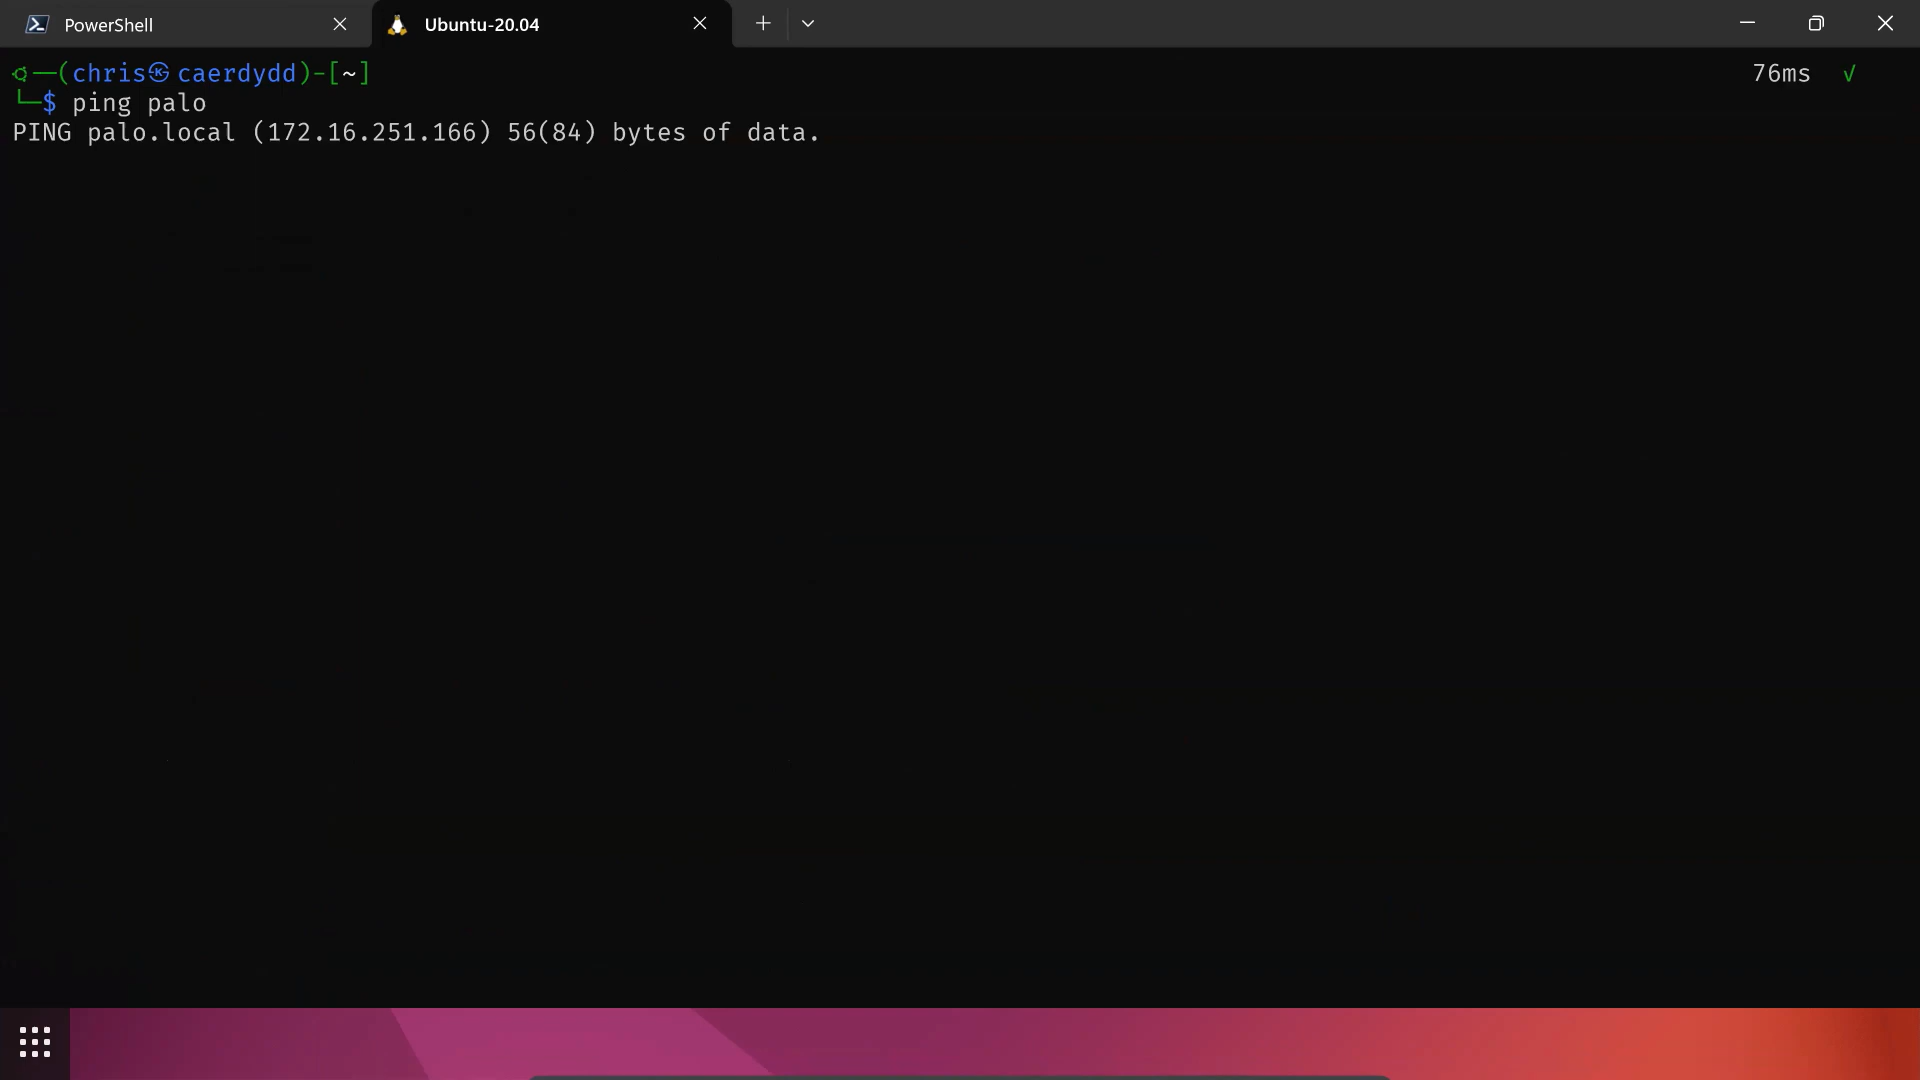 PowerShell
Ubuntu-20.04
(chris㉿caerdydd)-[~] 76ms √
└─$ ping palo
PING palo.local (172.16.251.166) 56(84) bytes of data.